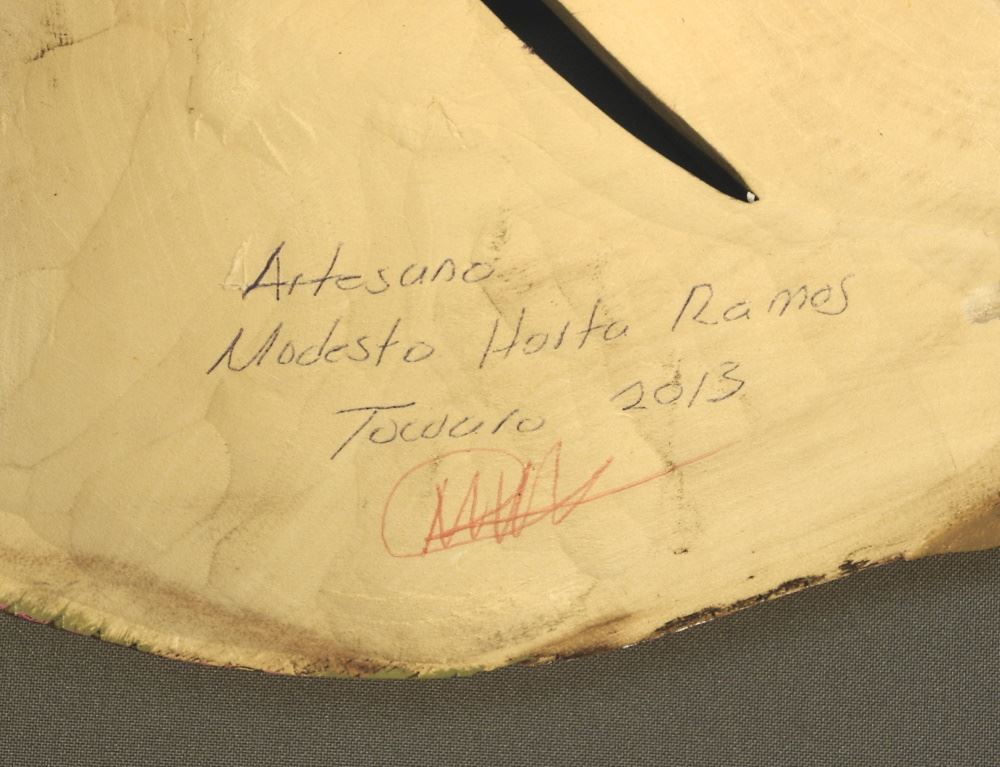 Artesano
Modesto Horta Ramos
Tocuaro 2013